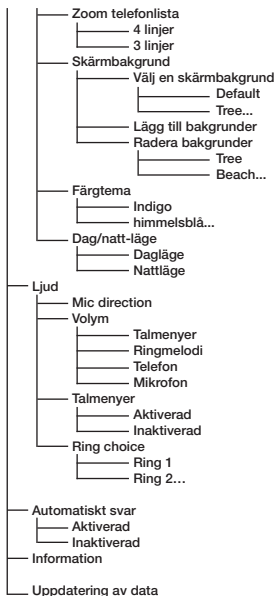 Zoom telefonlista
4 linjer
3 linjer
Skärmbakgrund
Välj en skärmbakgrund
Default
Tree...
Lägg till bakgrunder
Radera bakgrunder
Tree
Beach...
Färgtema
Indigo
himmelsblå...
Dag/natt-läge
Dagläge
Nattläge
Ljud
Mic direction
Volym
Talmenyer
Ringmelodi
Telefon
Mikrofon
Talmenyer
Aktiverad
Inaktiverad
Ring choice
Ring 1
Ring 2...
Automatiskt svar
Aktiverad
Inaktiverad
Information
Uppdatering av data